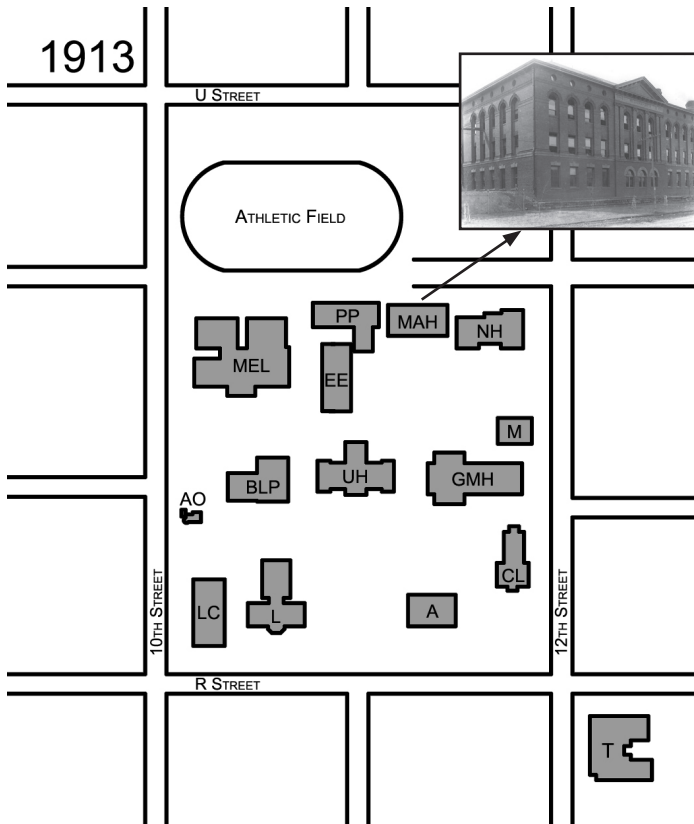 1913
U STREET
ATHLETIC FIELD
PP
MAH
NH
MEL
EE
M
UH
GMH
BLP
AO
CL
LC
L
A
10TH STREET
12TH STREET
R STREET
T